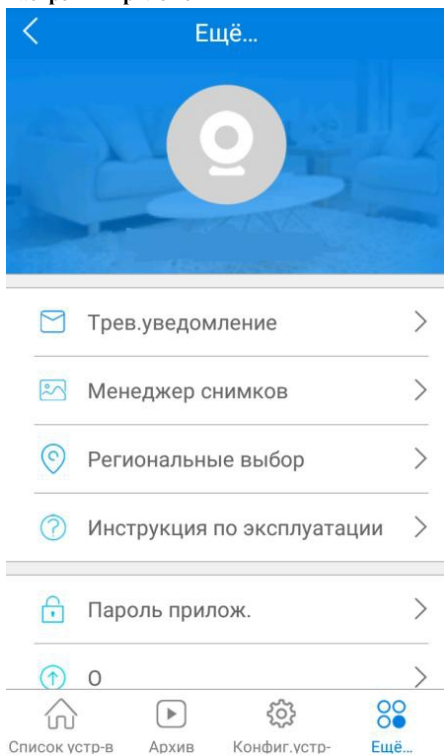 Ещё...
Трев.уведомление
Менеджер снимков
Региональные выбор
Инструкция по эксплуатации
Пароль прилож.
О
Список устр-в Архив Конфиг.устр- Ещё...